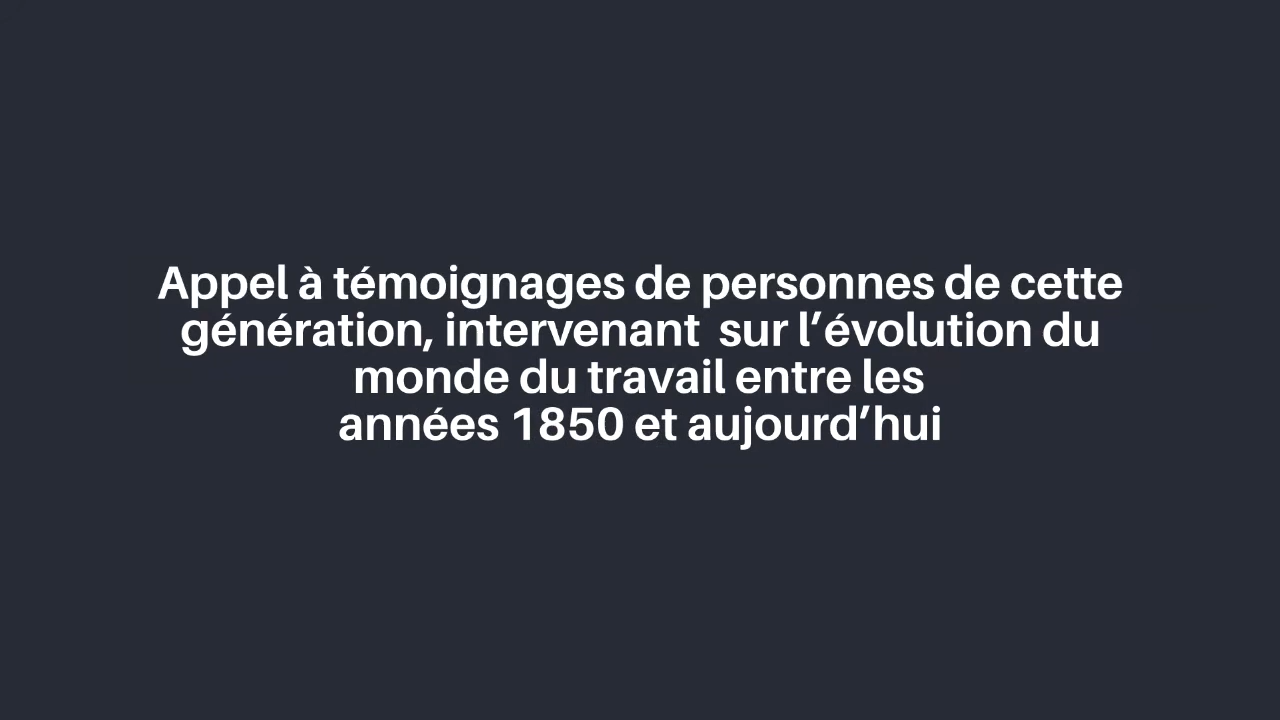 Appel à témoignages de personnes de cette
génération, intervenant  sur l’évolution du
monde du travail entre les
années 1850 et aujourd’hui